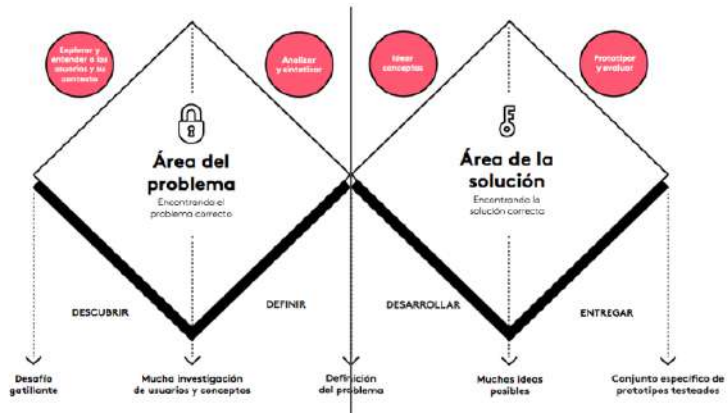 Explorar y
entender a los
usuarios y su
contexto
Analizar
y sintetizar
Idear
conceptos
Prototipar
y evaluar
Área del
problema
Encontrando el
problema correcto
Área de la
solución
Encontrando la
solución correcta
DESCUBRIR
DEFINIR
DESARROLLAR
ENTREGAR
Desafío
gatillante
Mucha investigación
de usuarios y conceptos
Definición
del problema
Muchas ideas
posibles
Conjunto específico de
prototipos testeados